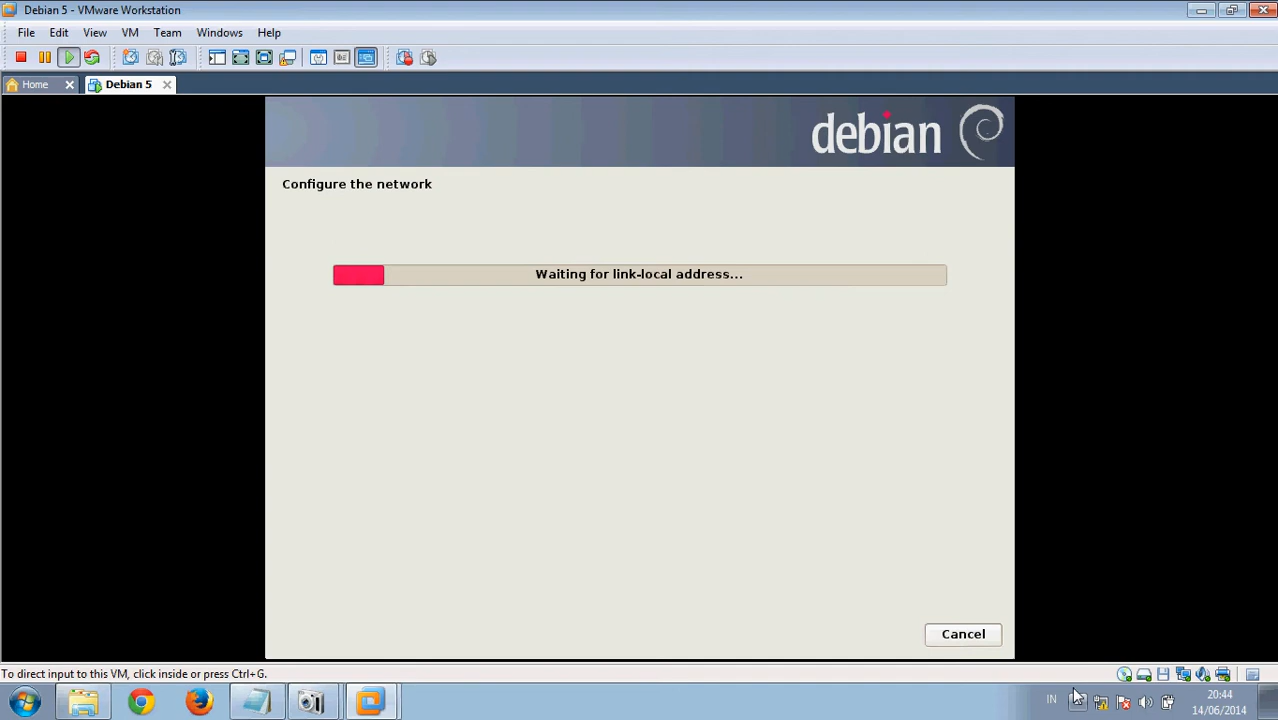 Debian 5 - VMware Workstation
File Edit View VM Team Windows Help
Home Debian 5
debian
Configure the network
Waiting for link-local address...
Cancel
To direct input to this VM, click inside or press Ctrl+G.
IN
20:44
14/06/2014